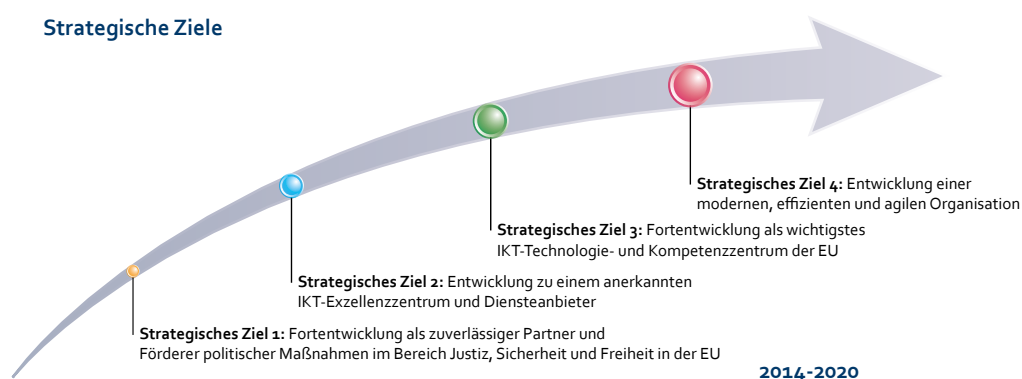 Strategische Ziele
Strategisches Ziel 4: Entwicklung einer
modernen, effizienten und agilen Organisation
Strategisches Ziel 3: Fortentwicklung als wichtigstes
IKT-Technologie- und Kompetenzzentrum der EU
Strategisches Ziel 2: Entwicklung zu einem anerkannten
IKT-Exzellenzzentrum und Diensteanbieter
Strategisches Ziel 1: Fortentwicklung als zuverlässiger Partner und
Förderer politischer Maßnahmen im Bereich Justiz, Sicherheit und Freiheit in der EU
2014-2020